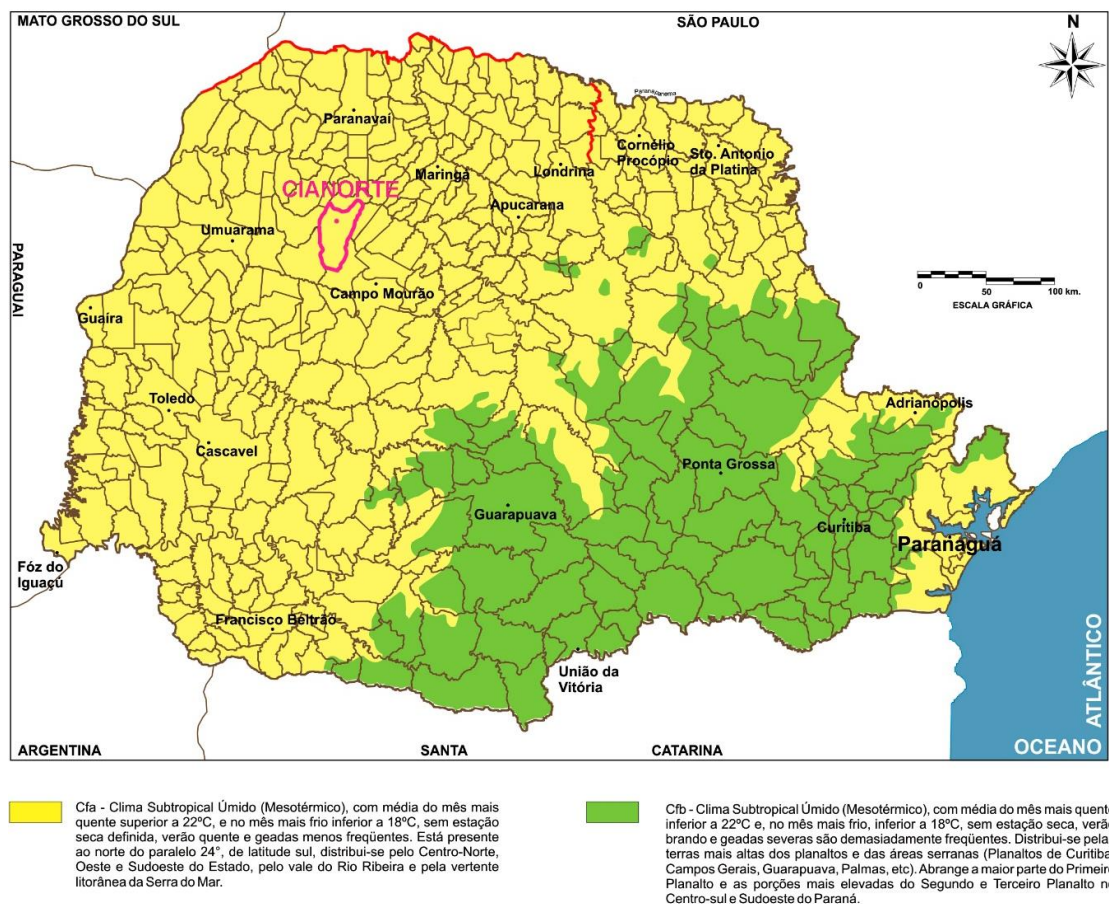 MATO GROSSO DO SUL
SÃO PAULO
N
Paranavaí
Cornélio
Procópio
Sto. Antonio
da Platina
Londrina
Maringá
CIANORTE
Apucarana
Umuarama
PARAGUAI
Campo Mourão
0
50
100 km.
ESCALA GRÁFICA
Guaíra
Toledo
Adrianópolis
Cascavel
Ponta Grossa
Guarapuava
Curitiba
Paranaguá
Fóz do
Iguaçú
Francisco Beltrão
União da
Vitória
ARGENTINA
SANTA
CATARINA
OCEANO
ATLÂNTICO
Cfa - Clima Subtropical Úmido (Mesotérmico), com média do mês mais
quente superior a 22ºC, e no mês mais frio inferior a 18ºC, sem estação
seca definida, verão quente e geadas menos freqüentes. Está presente
ao norte do paralelo 24°, de latitude sul, distribui-se pelo Centro-Norte,
Oeste e Sudoeste do Estado, pelo vale do Rio Ribeira e pela vertente
litorânea da Serra do Mar.
Cfb - Clima Subtropical Úmido (Mesotérmico), com média do mês mais quente
inferior a 22ºC e, no mês mais frio, inferior a 18ºC, sem estação seca, verão
brando e geadas severas são demasiadamente freqüentes. Distribui-se pelas
terras mais altas dos planaltos e das áreas serranas (Planaltos de Curitiba,
Campos Gerais, Guarapuava, Palmas, etc). Abrange a maior parte do Primeiro
Planalto e as porções mais elevadas do Segundo e Terceiro Planalto no
Centro-sul e Sudoeste do Paraná.